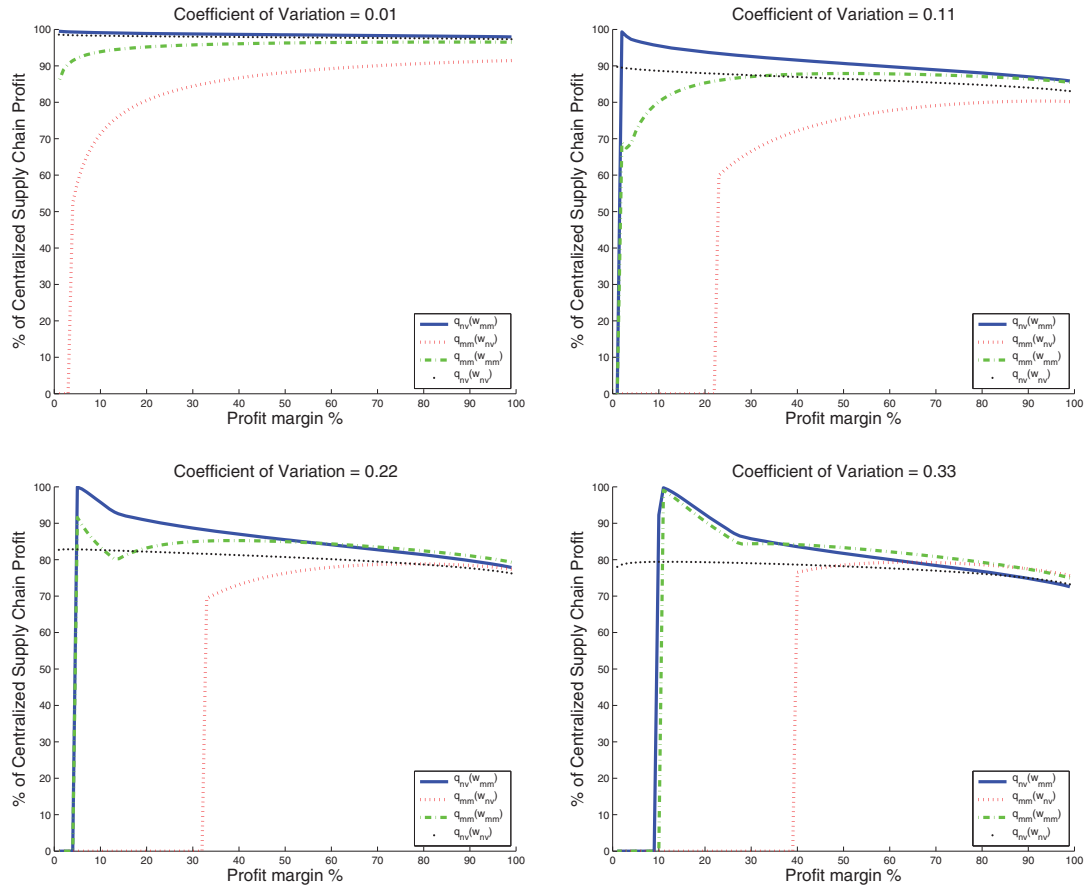 Coefficient of Variation = 0.01
% of Centralized Supply Chain Profit
100
90
80
70
60
50
40
30
20
10
0
0 10 20 30 40 50 60 70 80 90 100
Profit margin %
q_nv(w_mm)
q_mm(w_nv)
q_mm(w_mm)
q_nv(w_nv)
Coefficient of Variation = 0.11
% of Centralized Supply Chain Profit
100
90
80
70
60
50
40
30
20
10
0
0 10 20 30 40 50 60 70 80 90 100
Profit margin %
q_nv(w_mm)
q_mm(w_nv)
q_mm(w_mm)
q_nv(w_nv)
Coefficient of Variation = 0.22
% of Centralized Supply Chain Profit
100
90
80
70
60
50
40
30
20
10
0
0 10 20 30 40 50 60 70 80 90 100
Profit margin %
q_nv(w_mm)
q_mm(w_nv)
q_mm(w_mm)
q_nv(w_nv)
Coefficient of Variation = 0.33
% of Centralized Supply Chain Profit
100
90
80
70
60
50
40
30
20
10
0
0 10 20 30 40 50 60 70 80 90 100
Profit margin %
q_nv(w_mm)
q_mm(w_nv)
q_mm(w_mm)
q_nv(w_nv)